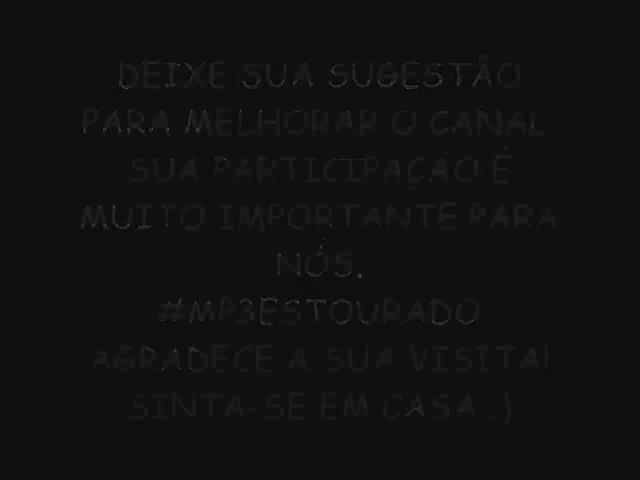 DEIXE SUA SUGESTÃO
PARA MELHORAR O CANAL
SUA PARTICIPAÇÃO É
MUITO IMPORTANTE PARA
NÓS.
#MP3ESTOURADO
AGRADECE A SUA VISITA!
SINTA-SE EM CASA :)